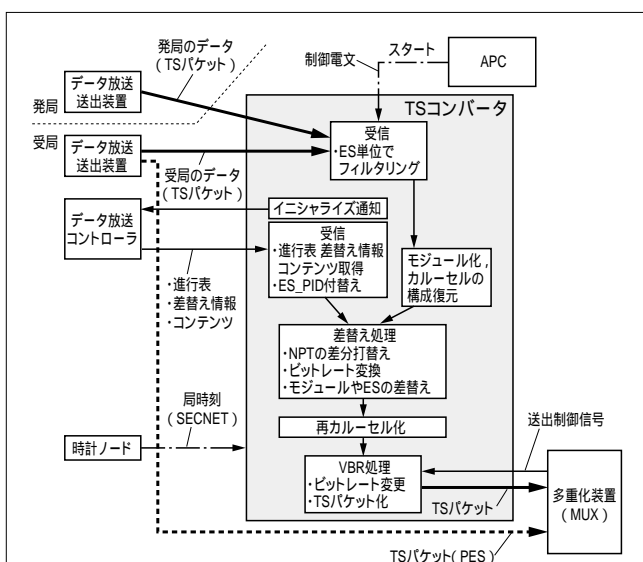 発局のデータ
(TSパケット)
制御電文
スタート
APC
データ放送
送出装置
発局
TSコンバータ
受局
データ放送
送出装置
受信
・ES単位で
フィルタリング
受局のデータ
(TSパケット)
イニシャライズ通知
データ放送
コントローラ
受信
・進行表 差替え情報
コンテンツ取得
・ES_PID付替え
モジュール化,
カルーセルの
構成復元
・進行表
・差替え情報
・コンテンツ
差替え処理
・NPTの差分打替え
・ビットレート変換
・モジュールやESの差替え
局時刻
(SECNET)
再カルーセル化
送出制御信号
時計ノード
VBR処理
・ビットレート変更
・TSパケット化
TSパケット
多重化装置
(MUX)
TSパケット(PES)